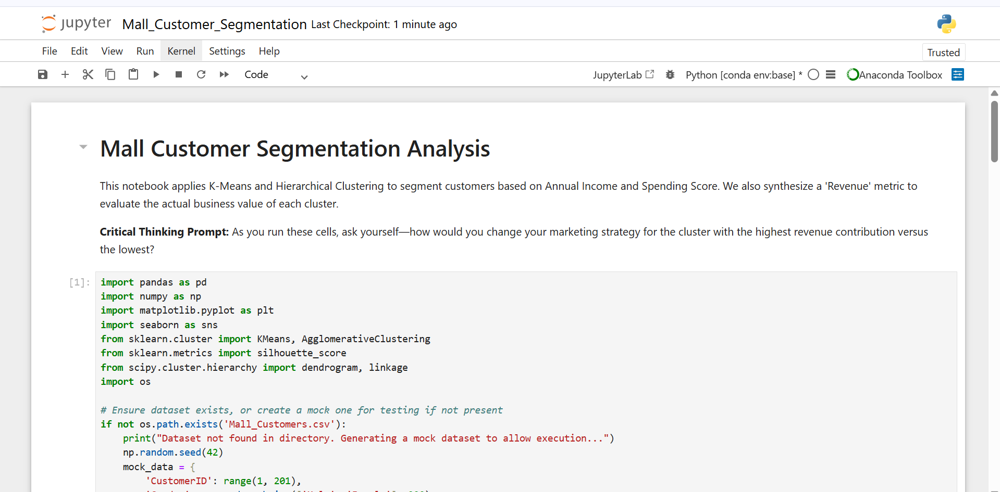 jupyter Mall_Customer_Segmentation Last Checkpoint: 1 minute ago
File Edit View Run Kernel Settings Help
Trusted
Code
JupyterLab
Python [conda env:base] *
Anaconda Toolbox
Mall Customer Segmentation Analysis
This notebook applies K-Means and Hierarchical Clustering to segment customers based on Annual Income and Spending Score. We also synthesize a 'Revenue' metric to
evaluate the actual business value of each cluster.
Critical Thinking Prompt: As you run these cells, ask yourself—how would you change your marketing strategy for the cluster with the highest revenue contribution versus
the lowest?
[1]:
import pandas as pd
import numpy as np
import matplotlib.pyplot as plt
import seaborn as sns
from sklearn.cluster import KMeans, AgglomerativeClustering
from sklearn.metrics import silhouette_score
from scipy.cluster.hierarchy import dendrogram, linkage
import os
# Ensure dataset exists, or create a mock one for testing if not present
if not os.path.exists('Mall_Customers.csv'):
    print("Dataset not found in directory. Generating a mock dataset to allow execution...")
    np.random.seed(42)
    mock_data = {
        'CustomerID': range(1, 201),